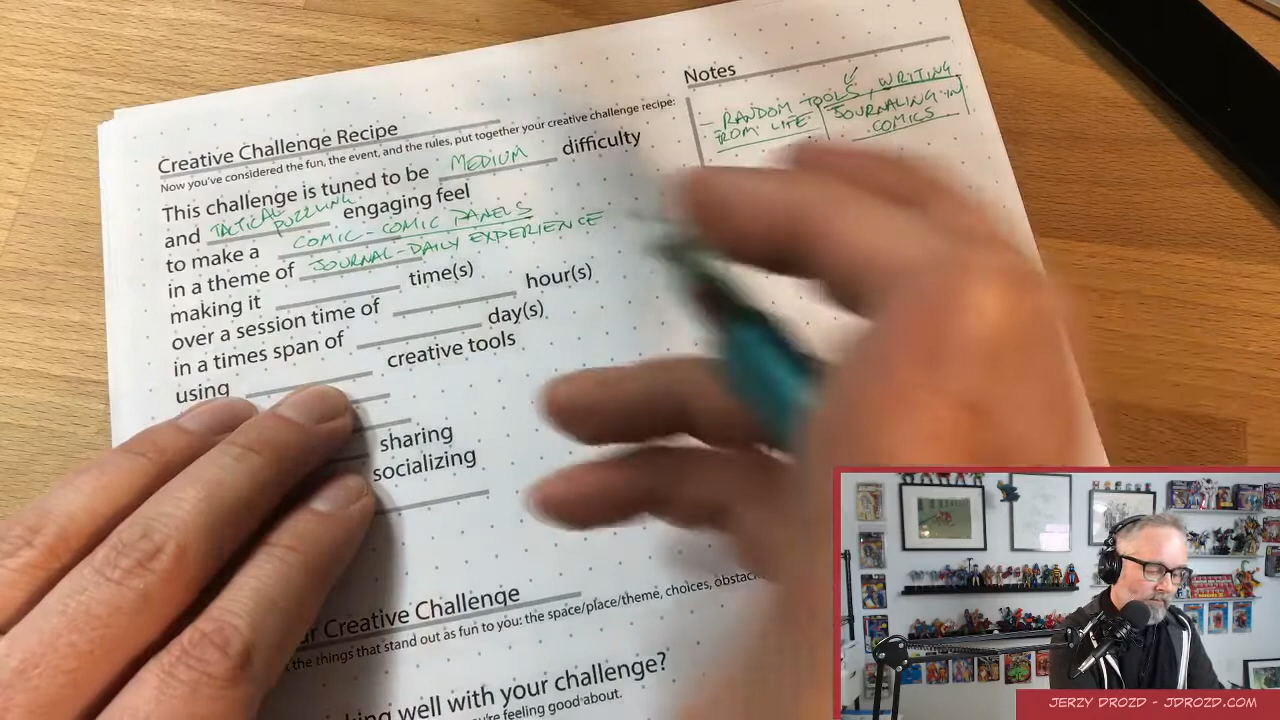 Creative Challenge Recipe
Now you've considered the fun, the event, and the rules, put together your creative challenge recipe:
This challenge is tuned to be MEDIUM difficulty
and TACTICAL PUZZLING engaging feel
to make a COMIC-COMIC PANELS
in a theme of JOURNAL-DAILY EXPERIENCE
making it time(s)
over a session time of hour(s)
in a times span of day(s)
using creative tools
sharing
socializing
Notes
- RANDOM TOOLS, WRITING
FROM LIFE JOURNALING IN
COMICS
Creative Challenge
the things that stand out as fun to you: the space/place/theme, choices,
well with your challenge?
feeling good about.
JERZY DROZD - JDROZD.COM